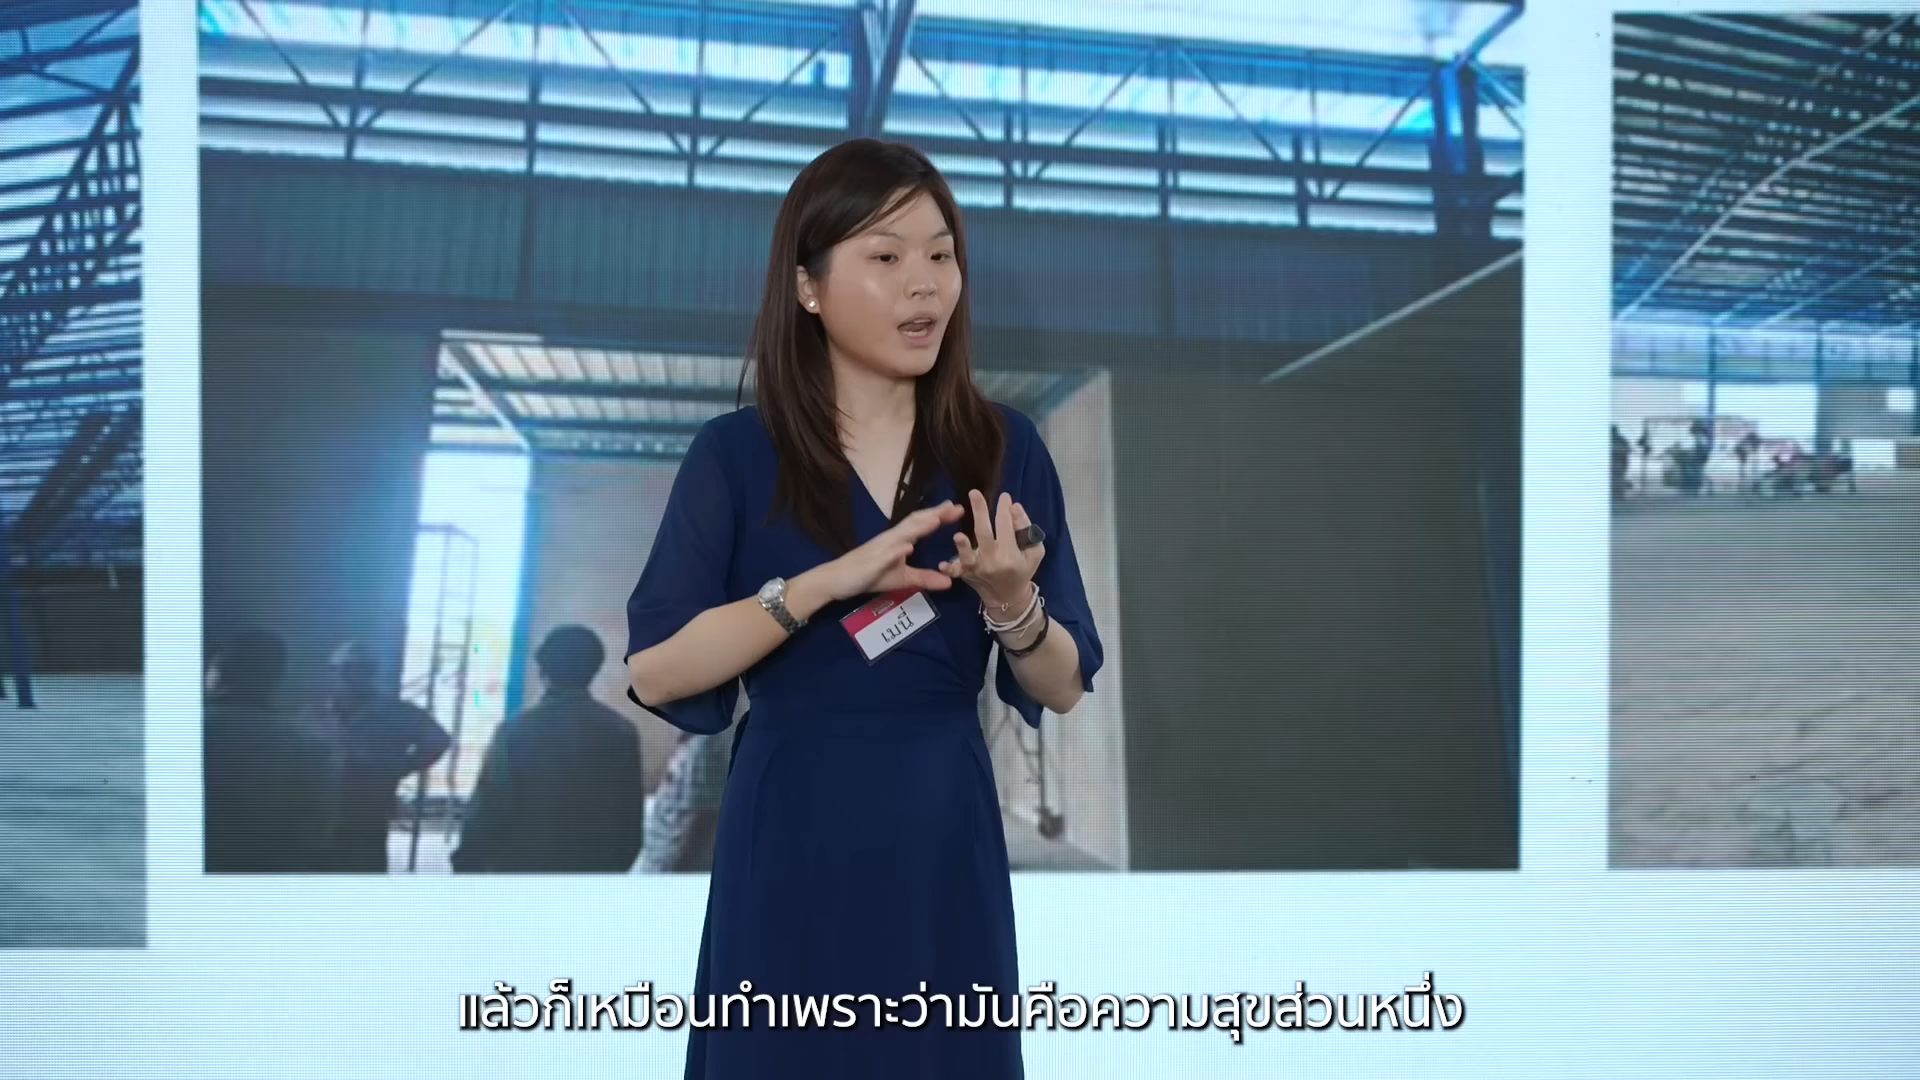 เมนี่
แล้วก็เหมือนทำเพราะว่ามันคือความสุขส่วนหนึ่ง